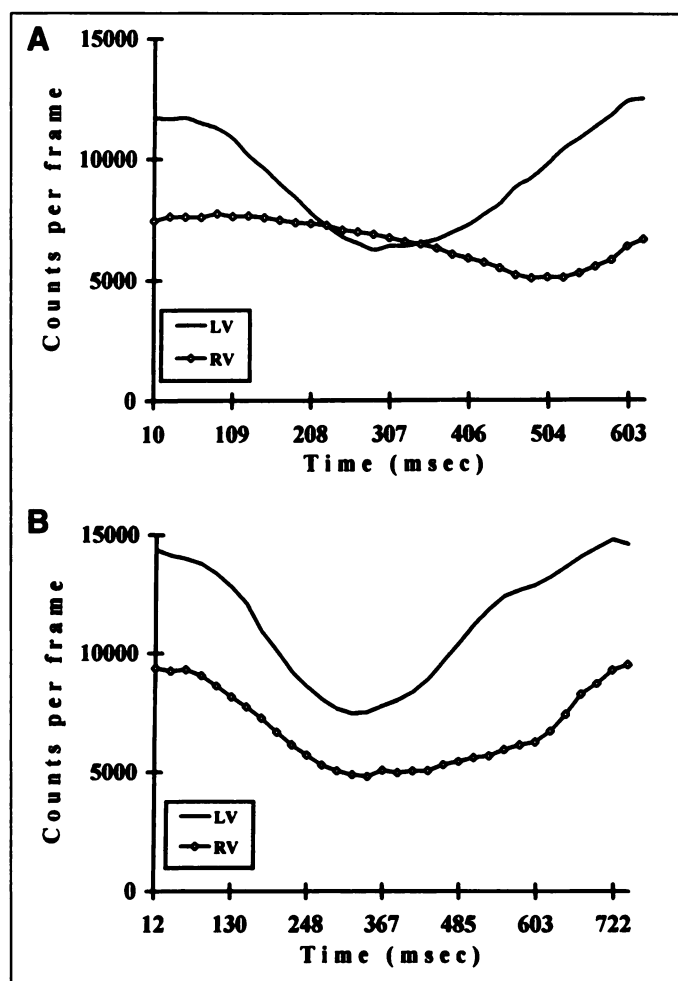 A
15000
10000
5000
0
Counts per frame
LV
RV
10 109 208 307 406 504 603
Time (msec)
B
15000
10000
5000
0
Counts per frame
LV
RV
12 130 248 367 485 603 722
Time (msec)